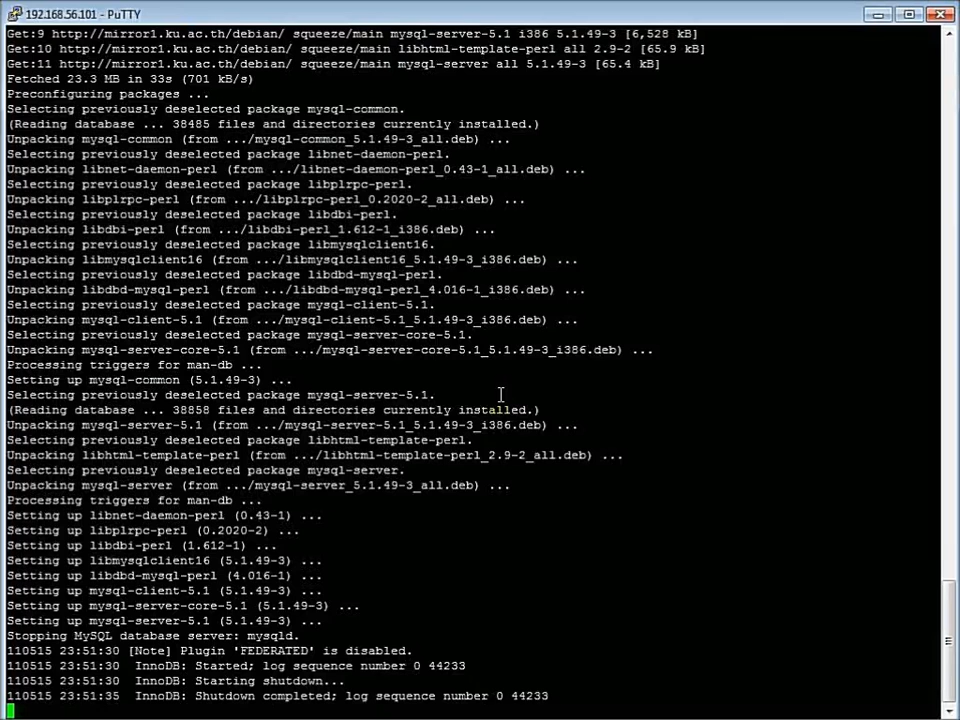 192.168.56.101 - PuTTY
Get:9 http://mirror1.ku.ac.th/debian/ squeeze/main mysql-server-5.1 i386 5.1.49-3 [6,528 kB]
Get:10 http://mirror1.ku.ac.th/debian/ squeeze/main libhtml-template-perl all 2.9-2 [65.9 kB]
Get:11 http://mirror1.ku.ac.th/debian/ squeeze/main mysql-server all 5.1.49-3 [65.4 kB]
Fetched 23.3 MB in 33s (701 kB/s)
Preconfiguring packages ...
Selecting previously deselected package mysql-common.
(Reading database ... 38485 files and directories currently installed.)
Unpacking mysql-common (from .../mysql-common_5.1.49-3_all.deb) ...
Selecting previously deselected package libnet-daemon-perl.
Unpacking libnet-daemon-perl (from .../libnet-daemon-perl_0.43-1_all.deb) ...
Selecting previously deselected package libplrpc-perl.
Unpacking libplrpc-perl (from .../libplrpc-perl_0.2020-2_all.deb) ...
Selecting previously deselected package libdbi-perl.
Unpacking libdbi-perl (from .../libdbi-perl_1.612-1_i386.deb) ...
Selecting previously deselected package libmysqlclient16.
Unpacking libmysqlclient16 (from .../libmysqlclient16_5.1.49-3_i386.deb) ...
Selecting previously deselected package libdbd-mysql-perl.
Unpacking libdbd-mysql-perl (from .../libdbd-mysql-perl_4.016-1_i386.deb) ...
Selecting previously deselected package mysql-client-5.1.
Unpacking mysql-client-5.1 (from .../mysql-client-5.1_5.1.49-3_i386.deb) ...
Selecting previously deselected package mysql-server-core-5.1.
Unpacking mysql-server-core-5.1 (from .../mysql-server-core-5.1_5.1.49-3_i386.deb) ...
Processing triggers for man-db ...
Setting up mysql-common (5.1.49-3) ...
Selecting previously deselected package mysql-server-5.1.
(Reading database ... 38858 files and directories currently installed.)
Unpacking mysql-server-5.1 (from .../mysql-server-5.1_5.1.49-3_i386.deb) ...
Selecting previously deselected package libhtml-template-perl.
Unpacking libhtml-template-perl (from .../libhtml-template-perl_2.9-2_all.deb) ...
Selecting previously deselected package mysql-server.
Unpacking mysql-server (from .../mysql-server_5.1.49-3_all.deb) ...
Processing triggers for man-db ...
Setting up libnet-daemon-perl (0.43-1) ...
Setting up libplrpc-perl (0.2020-2) ...
Setting up libdbi-perl (1.612-1) ...
Setting up libmysqlclient16 (5.1.49-3) ...
Setting up libdbd-mysql-perl (4.016-1) ...
Setting up mysql-client-5.1 (5.1.49-3) ...
Setting up mysql-server-core-5.1 (5.1.49-3) ...
Setting up mysql-server-5.1 (5.1.49-3) ...
Stopping MySQL database server: mysqld.
110515 23:51:30 [Note] Plugin 'FEDERATED' is disabled.
110515 23:51:30  InnoDB: Started; log sequence number 0 44233
110515 23:51:30  InnoDB: Starting shutdown...
110515 23:51:35  InnoDB: Shutdown completed; log sequence number 0 44233